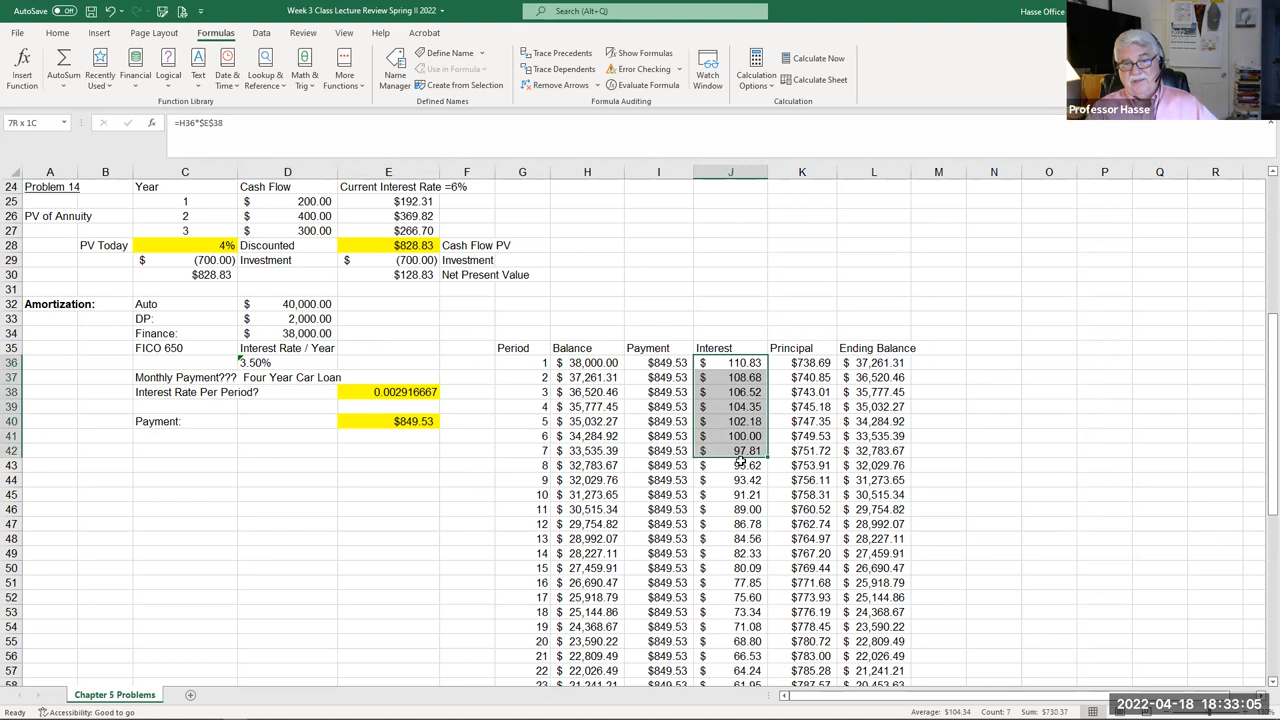 AutoSave Off Week 3 Class Lecture Review Spring II 2022 Search (Alt+Q) Hasse Office
File Home Insert Page Layout Formulas Data Review View Help Acrobat
Insert Function AutoSum Recently Used Financial Logical Text Date & Time Lookup & Reference Math & Trig More Functions Name Manager Define Name Use in Formula Create from Selection Trace Precedents Trace Dependents Remove Arrows Show Formulas Error Checking Evaluate Formula Watch Window Calculation Options Calculate Now Calculate Sheet
Function Library Defined Names Formula Auditing Calculation
Professor Hasse
7R x 1C =H36*$E$38
A B C D E F G H I J K L M N O P Q R
24 Problem 14 Year Cash Flow Current Interest Rate =6%
25 1 $ 200.00 $192.31
26 PV of Annuity 2 $ 400.00 $369.82
27 3 $ 300.00 $266.70
28 PV Today 4% Discounted $828.83 Cash Flow PV
29 $ (700.00) Investment $ (700.00) Investment
30 $828.83 $128.83 Net Present Value
31
32 Amortization: Auto $ 40,000.00
33 DP: $ 2,000.00
34 Finance: $ 38,000.00
35 FICO 650 Interest Rate / Year Period Balance Payment Interest Principal Ending Balance
36 3.50% 1 $ 38,000.00 $849.53 $ 110.83 $738.69 $ 37,261.31
37 Monthly Payment??? Four Year Car Loan 2 $ 37,261.31 $849.53 $ 108.68 $740.85 $ 36,520.46
38 Interest Rate Per Period? 0.002916667 3 $ 36,520.46 $849.53 $ 106.52 $743.01 $ 35,777.45
39 4 $ 35,777.45 $849.53 $ 104.35 $745.18 $ 35,032.27
40 Payment: $849.53 5 $ 35,032.27 $849.53 $ 102.18 $747.35 $ 34,284.92
41 6 $ 34,284.92 $849.53 $ 100.00 $749.53 $ 33,535.39
42 7 $ 33,535.39 $849.53 $ 97.81 $751.72 $ 32,783.67
43 8 $ 32,783.67 $849.53 $ 95.62 $753.91 $ 32,029.76
44 9 $ 32,029.76 $849.53 $ 93.42 $756.11 $ 31,273.65
45 10 $ 31,273.65 $849.53 $ 91.21 $758.31 $ 30,515.34
46 11 $ 30,515.34 $849.53 $ 89.00 $760.52 $ 29,754.82
47 12 $ 29,754.82 $849.53 $ 86.78 $762.74 $ 28,992.07
48 13 $ 28,992.07 $849.53 $ 84.56 $764.97 $ 28,227.11
49 14 $ 28,227.11 $849.53 $ 82.33 $767.20 $ 27,459.91
50 15 $ 27,459.91 $849.53 $ 80.09 $769.44 $ 26,690.47
51 16 $ 26,690.47 $849.53 $ 77.85 $771.68 $ 25,918.79
52 17 $ 25,918.79 $849.53 $ 75.60 $773.93 $ 25,144.86
53 18 $ 25,144.86 $849.53 $ 73.34 $776.19 $ 24,368.67
54 19 $ 24,368.67 $849.53 $ 71.08 $778.45 $ 23,590.22
55 20 $ 23,590.22 $849.53 $ 68.80 $780.72 $ 22,809.49
56 21 $ 22,809.49 $849.53 $ 66.53 $783.00 $ 22,026.49
57 22 $ 22,026.49 $849.53 $ 64.24 $785.28 $ 21,241.21
58 23 $ 21,241.21 $849.53 $ 61.95 $787.57 $ 20,453.63
Chapter 5 Problems
Ready Accessibility: Good to go Average: $104.34 Count: 7 Sum: $730.37
2022-04-18 18:33:05